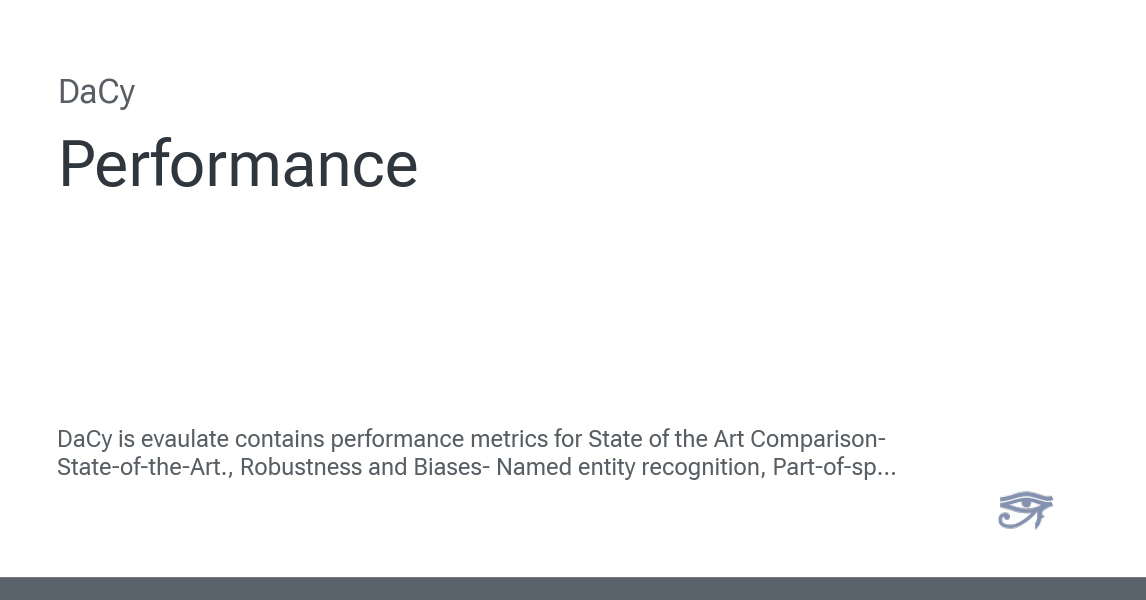 DaCy
Performance
DaCy is evaulate contains performance metrics for State of the Art Comparison-
State-of-the-Art., Robustness and Biases- Named entity recognition, Part-of-sp...